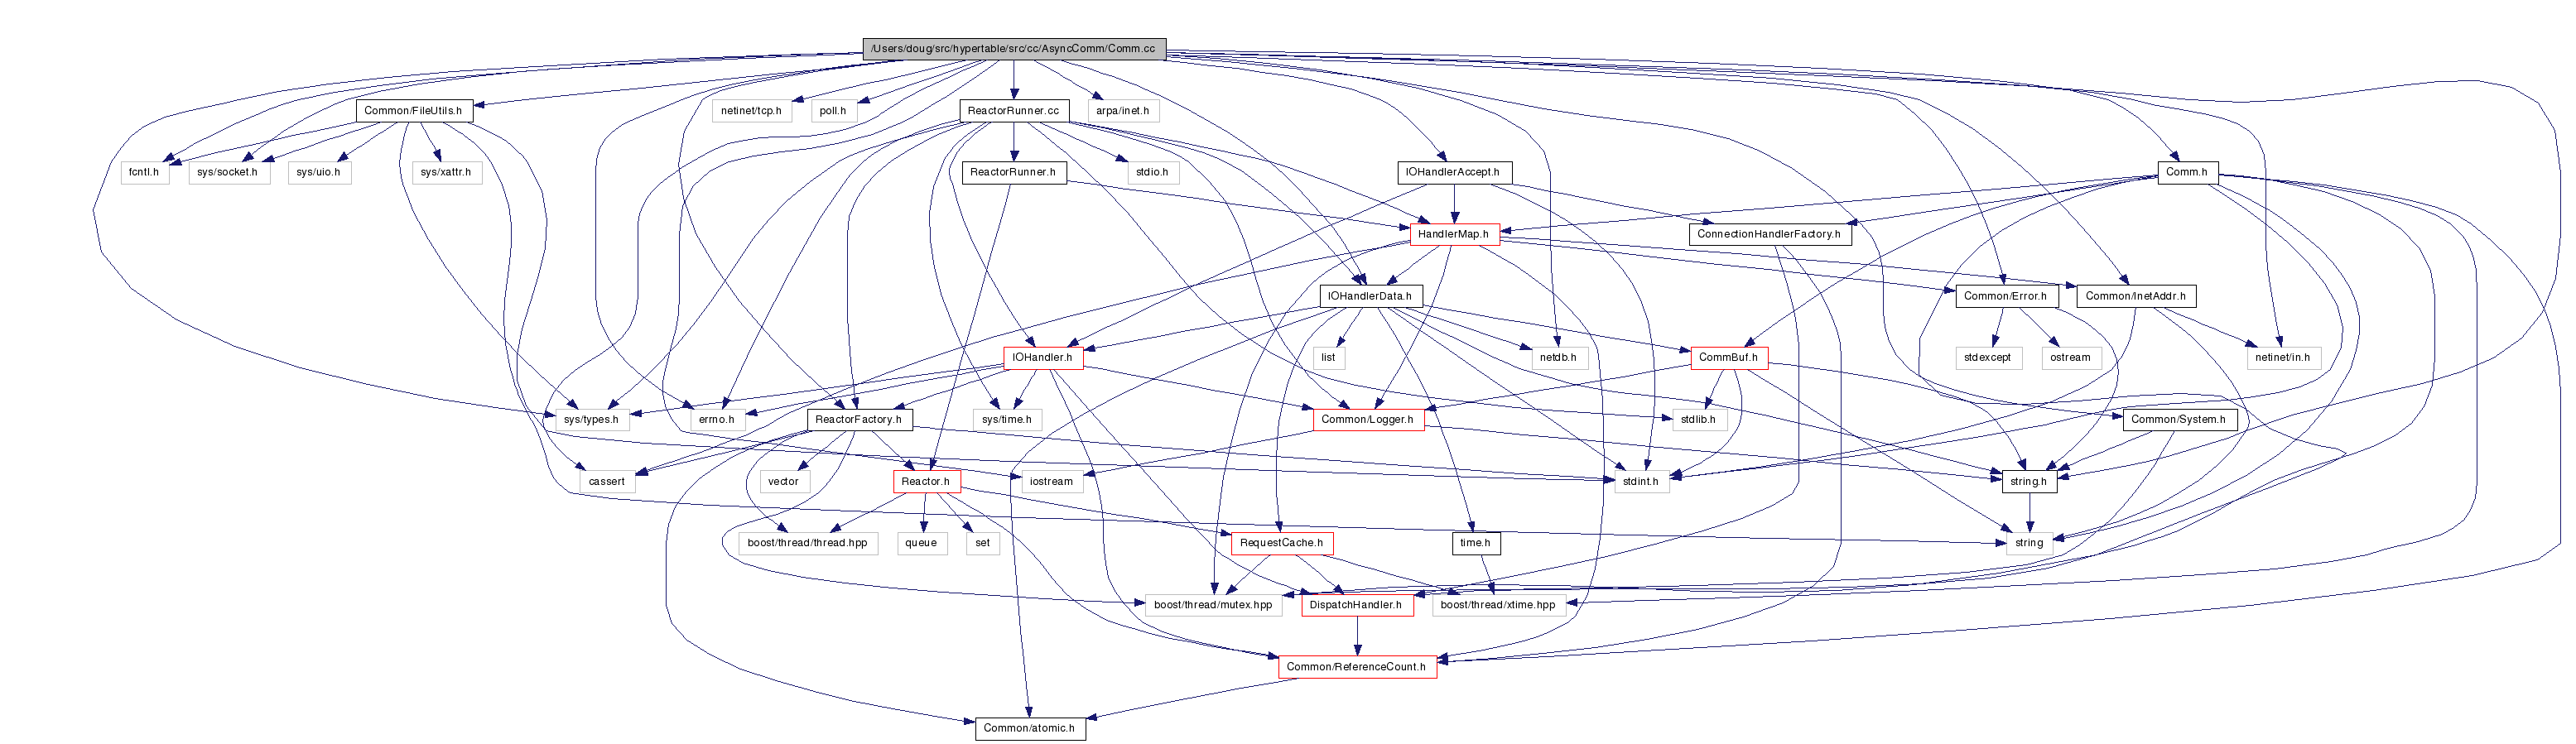 /Users/doug/src/hypertable/src/cc/AsyncComm/Comm.cc
Common/FileUtils.h
netinet/tcp.h
poll.h
ReactorRunner.cc
arpa/inet.h
fcntl.h
sys/socket.h
sys/uio.h
sys/xattr.h
ReactorRunner.h
stdio.h
IOHandlerAccept.h
Comm.h
HandlerMap.h
ConnectionHandlerFactory.h
IOHandlerData.h
Common/Error.h
Common/InetAddr.h
IOHandler.h
list
netdb.h
CommBuf.h
stdexcept
ostream
netinet/in.h
sys/types.h
errno.h
ReactorFactory.h
sys/time.h
Common/Logger.h
stdlib.h
Common/System.h
cassert
vector
Reactor.h
iostream
stdint.h
string.h
boost/thread/thread.hpp
queue
set
RequestCache.h
time.h
string
boost/thread/mutex.hpp
DispatchHandler.h
boost/thread/xtime.hpp
Common/ReferenceCount.h
Common/atomic.h